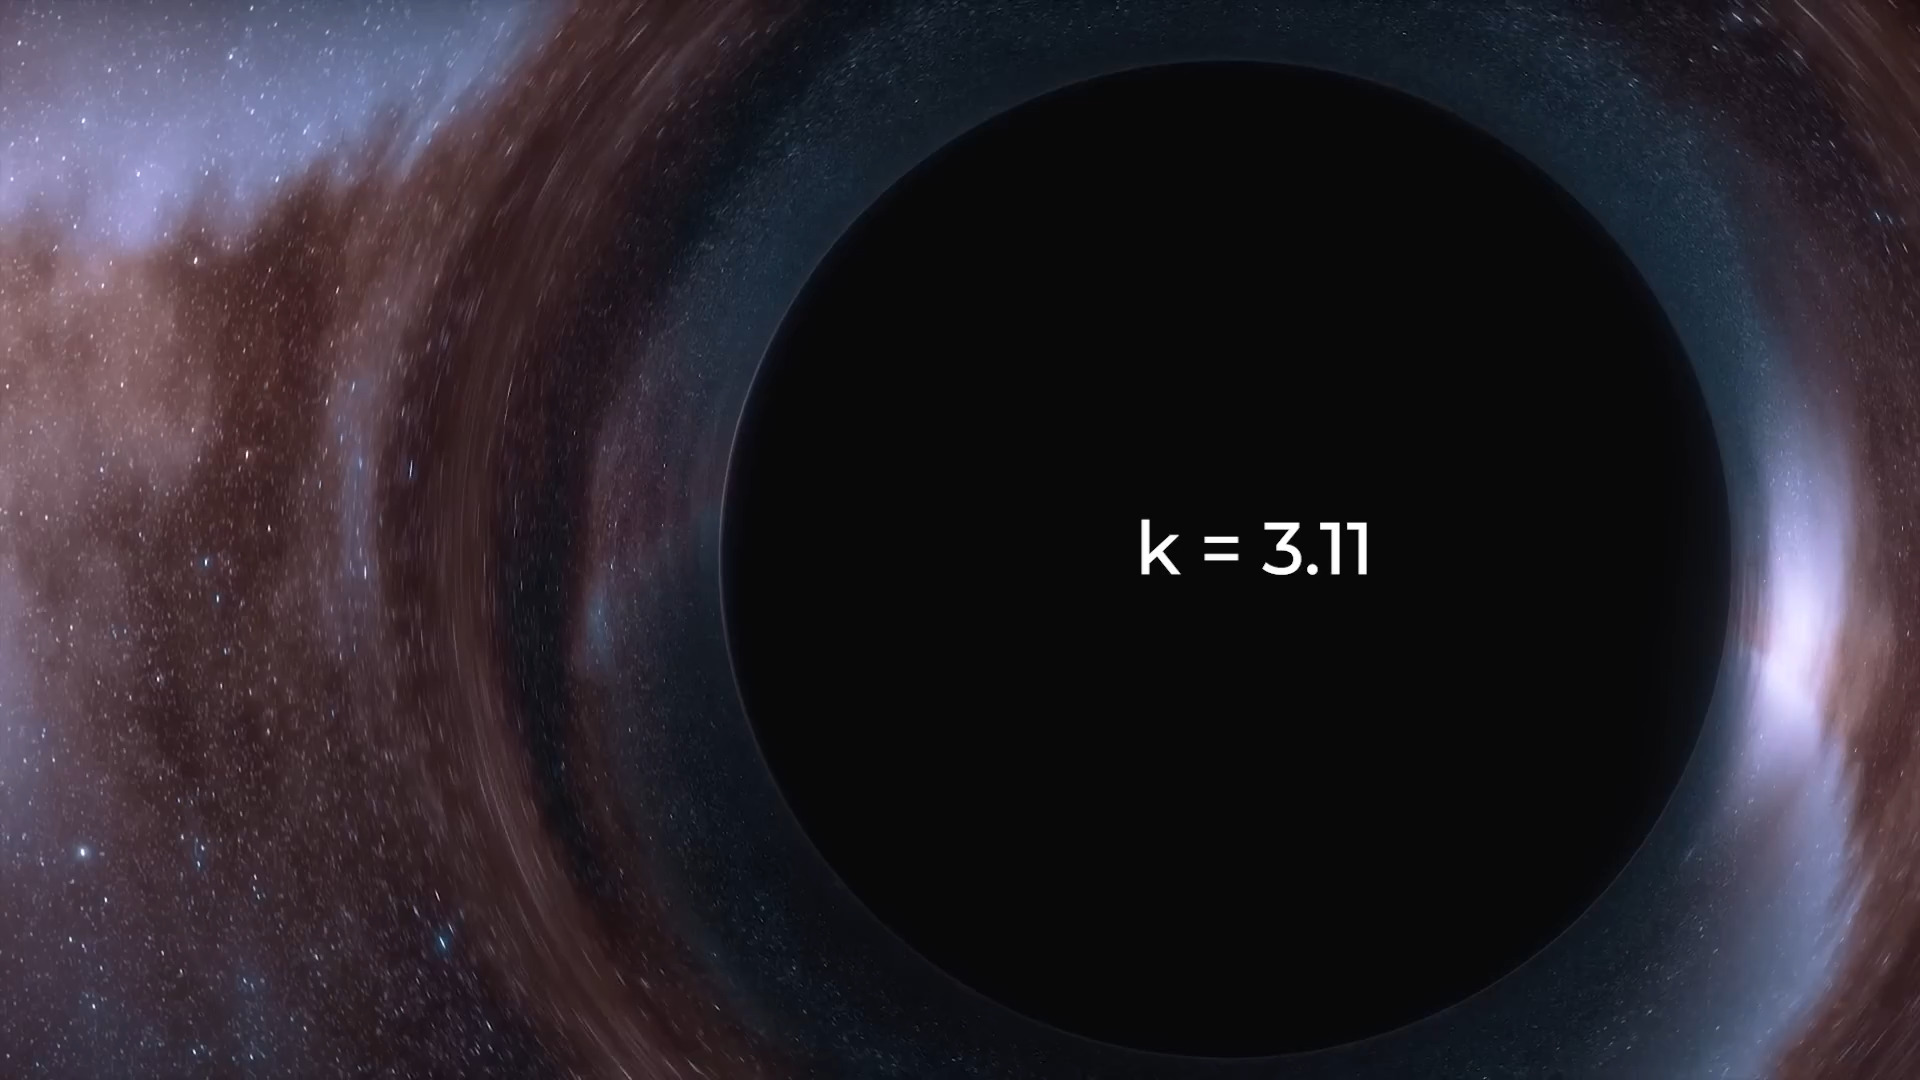 k = 3.11